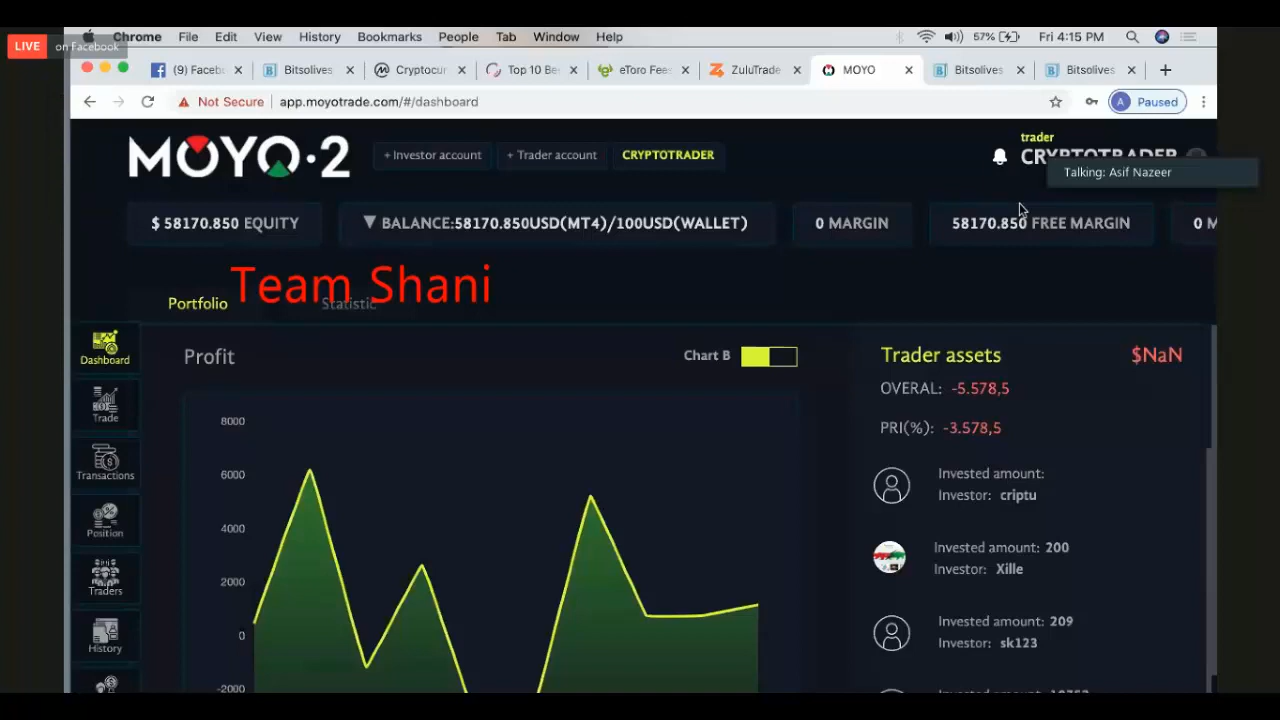 LIVE on Facebook
Chrome File Edit View History Bookmarks People Tab Window Help 57% Fri 4:15 PM
(9) Faceb Bitsolves Cryptocur Top 10 Be eToro Fee ZuluTrade MOYO Bitsolves Bitsolves
Not Secure app.moyotrade.com/#/dashboard A Paused
MOYO·2 + Investor account + Trader account CRYPTOTRADER
trader
CRYPTOTRADER
Talking: Asif Nazeer
$ 58170.850 EQUITY ▼ BALANCE:58170.850USD(MT4)/100USD(WALLET) 0 MARGIN 58170.850 FREE MARGIN 0 M
Team Shani
Portfolio Statistic
Dashboard
Trade
Transactions
Position
Traders
History
Profit Chart B
8000
6000
4000
2000
0
-2000
Trader assets $NaN
OVERAL: -5.578,5
PRI(%): -3.578,5
Invested amount:
Investor: criptu
Invested amount: 200
Investor: Xille
Invested amount: 209
Investor: sk123